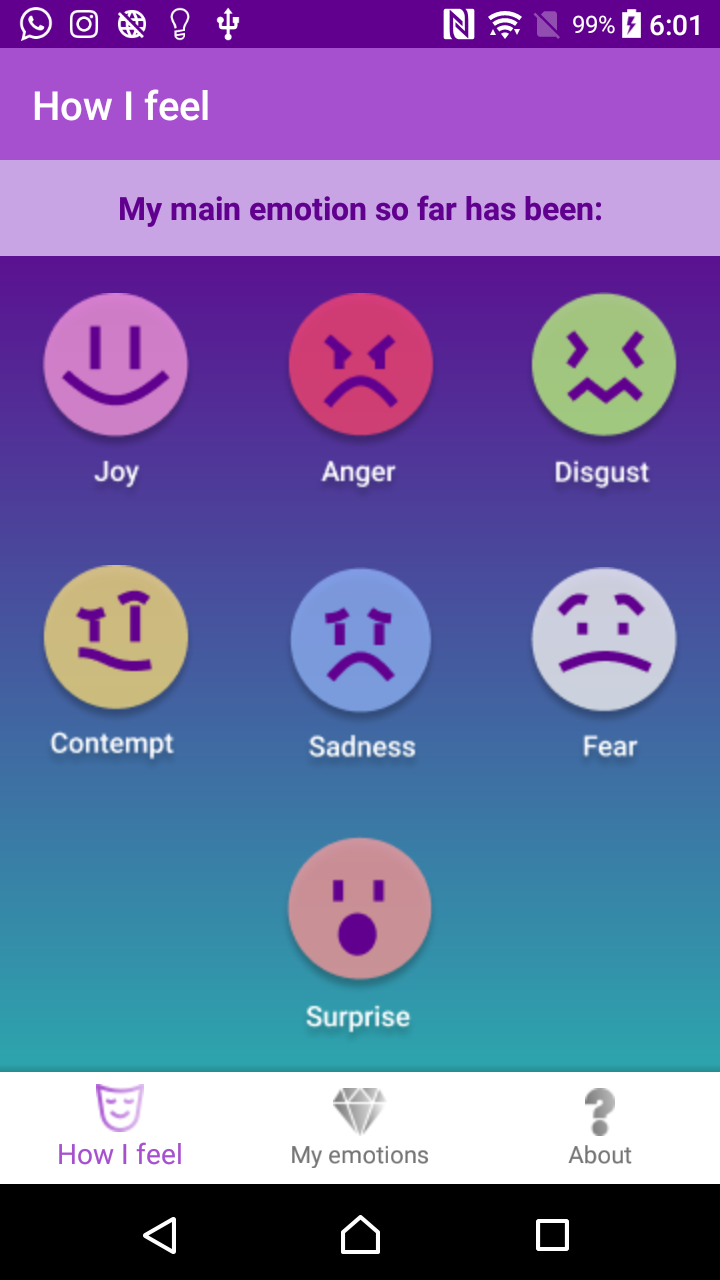 99% 6:01
How I feel
My main emotion so far has been:
Joy Anger Disgust
Contempt Sadness Fear
Surprise
How I feel My emotions About